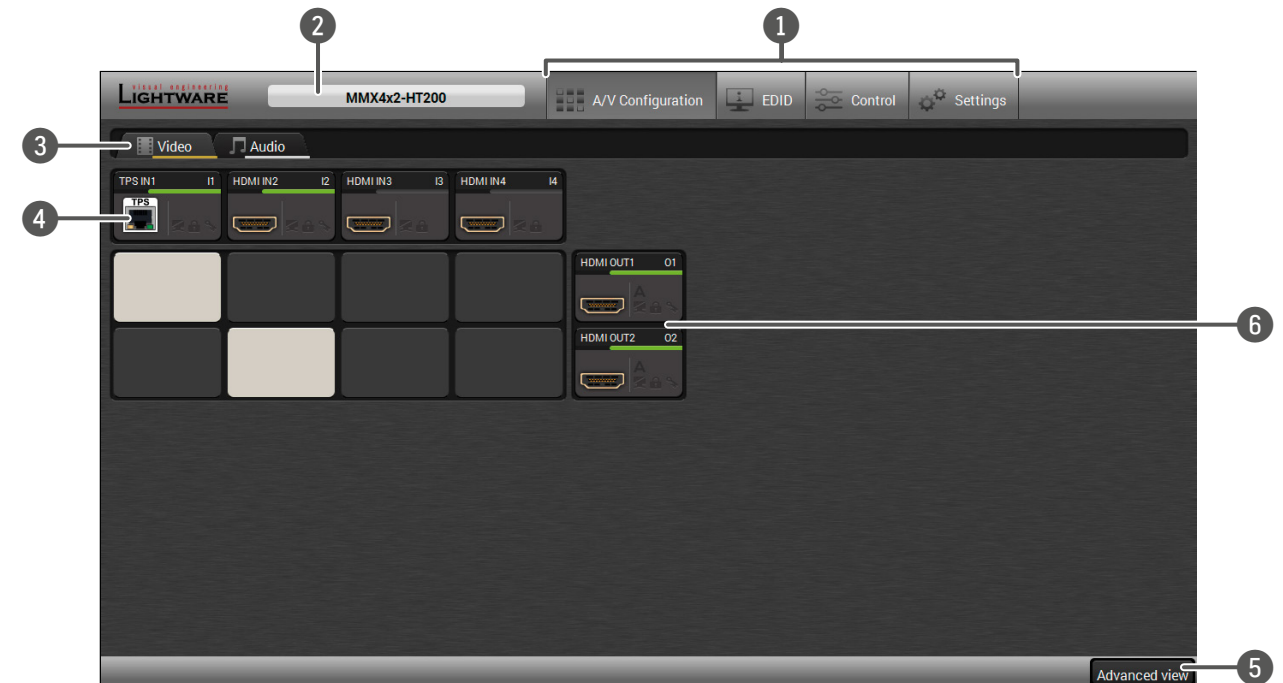 2
1
visual engineering
LIGHTWARE
MMX4x2-HT200
A/V Configuration
EDID
Control
Settings
3
Video
Audio
TPS IN1 I1
HDMI IN2 I2
HDMI IN3 I3
HDMI IN4 I4
TPS
4
HDMI OUT1 O1
A
6
HDMI OUT2 O2
A
Advanced view
5